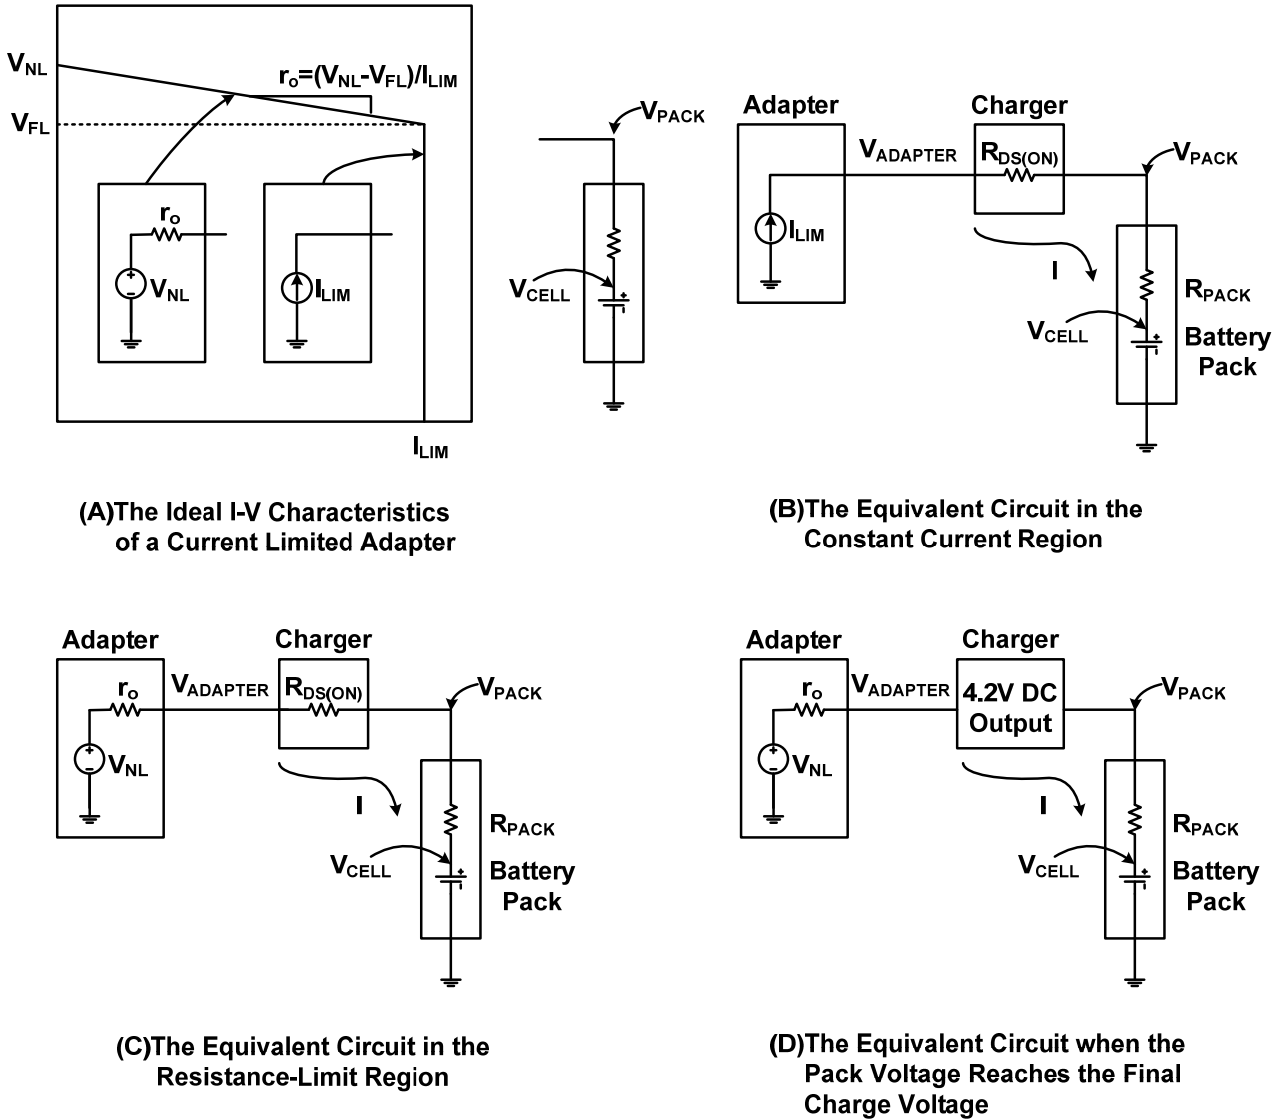 V_NL
r_o=(V_NL-V_FL)/I_LIM
V_FL
r_o
V_NL
I_LIM
I_LIM
V_PACK
V_CELL
(A)The Ideal I-V Characteristics
of a Current Limited Adapter
Adapter
Charger
V_ADAPTER
R_DS(ON)
V_PACK
I_LIM
I
R_PACK
V_CELL
Battery
Pack
(B)The Equivalent Circuit in the
Constant Current Region
Adapter
Charger
r_o
V_ADAPTER
R_DS(ON)
V_PACK
V_NL
I
R_PACK
V_CELL
Battery
Pack
(C)The Equivalent Circuit in the
Resistance-Limit Region
Adapter
Charger
r_o
V_ADAPTER
4.2V DC
Output
V_PACK
V_NL
I
R_PACK
V_CELL
Battery
Pack
(D)The Equivalent Circuit when the
Pack Voltage Reaches the Final
Charge Voltage